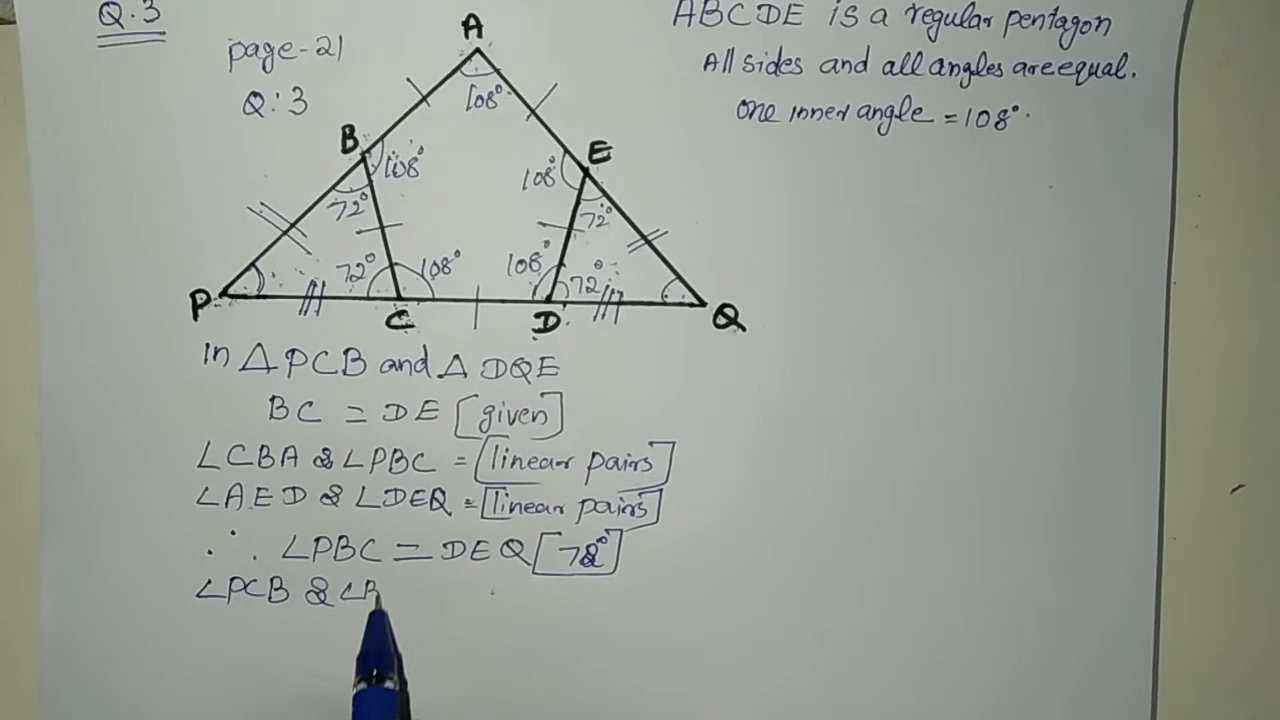 Q.3
page-21
Q:3
ABCDE is a regular pentagon
All sides and all angles are equal.
one inner angle = 108°.
A
108°
B
108°
E
108°
72°
72°
72°
108°
108°
72°
P
C
D
Q
In △PCB and △DQE
BC = DE [given]
∠CBA & ∠PBC = [linear pairs]
∠AED & ∠DEQ = [linear pairs]
∴ ∠PBC = DEQ [72°]
∠PCB & ∠B